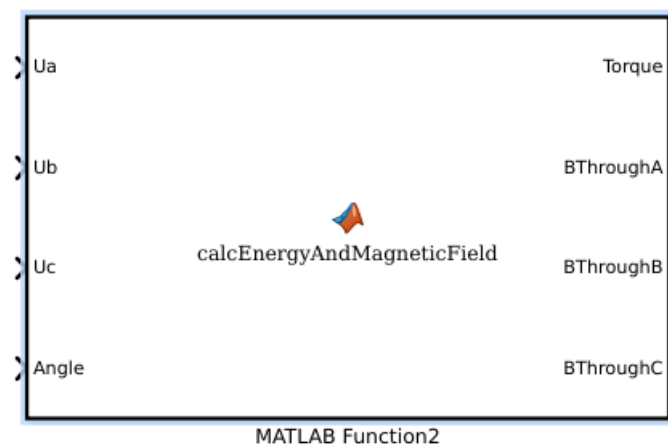 Ua
Torque
Ub
BThroughA
calcEnergyAndMagneticField
Uc
BThroughB
Angle
BThroughC
MATLAB Function2